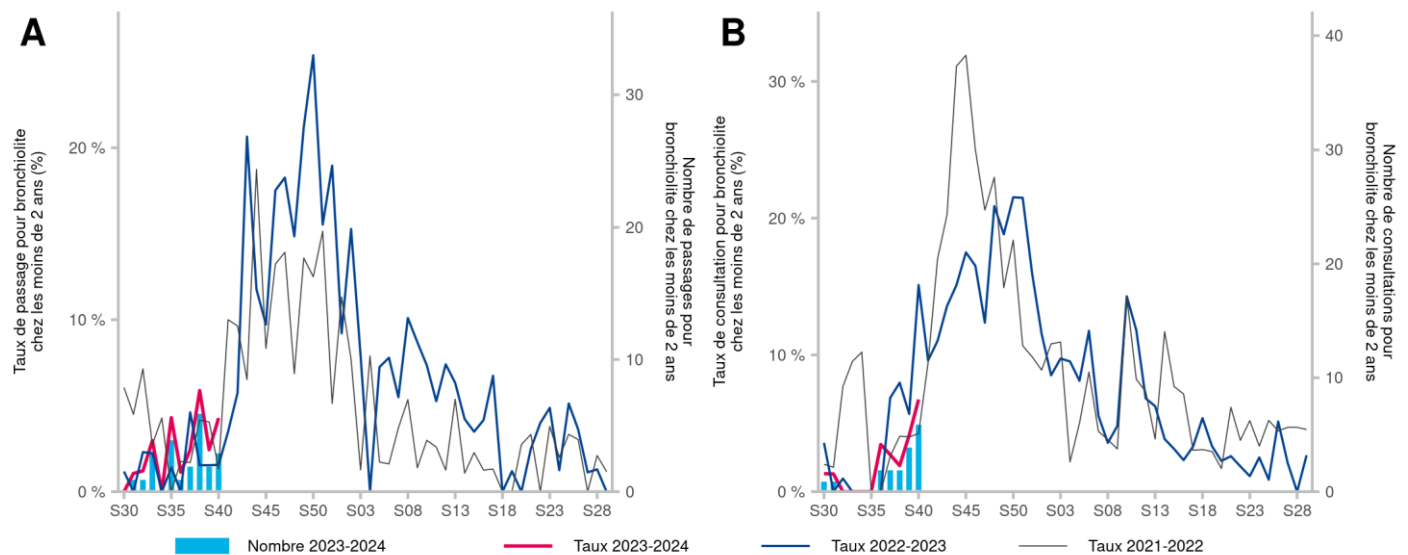 A
Taux de passage pour bronchiolite
chez les moins de 2 ans (%)
20 %
10 %
0 %
30
20
10
0
Nombre de passages pour
bronchiolite chez les moins de 2 ans
S30 S35 S40 S45 S50 S03 S08 S13 S18 S23 S28
B
Taux de consultation pour bronchiolite
chez les moins de 2 ans (%)
30 %
20 %
10 %
0 %
40
30
20
10
0
Nombre de consultations pour
bronchiolite chez les moins de 2 ans
S30 S35 S40 S45 S50 S03 S08 S13 S18 S23 S28
Nombre 2023-2024 Taux 2023-2024 Taux 2022-2023 Taux 2021-2022